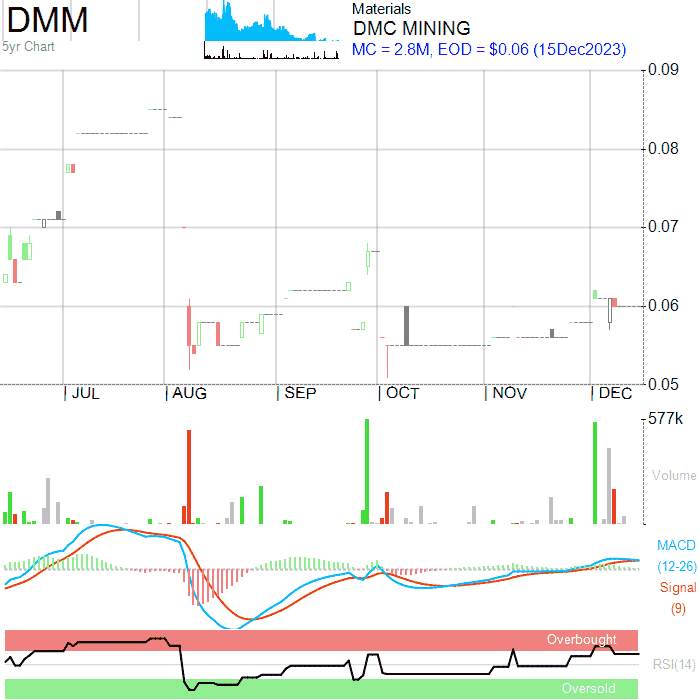 DMM
5yr Chart
Materials
DMC MINING
MC = 2.8M, EOD = $0.06 (15Dec2023)
0.09
0.08
0.07
0.06
0.05
JUL AUG SEP OCT NOV DEC
577k
Volume
MACD
(12-26)
Signal
(9)
Overbought
RSI(14)
Oversold